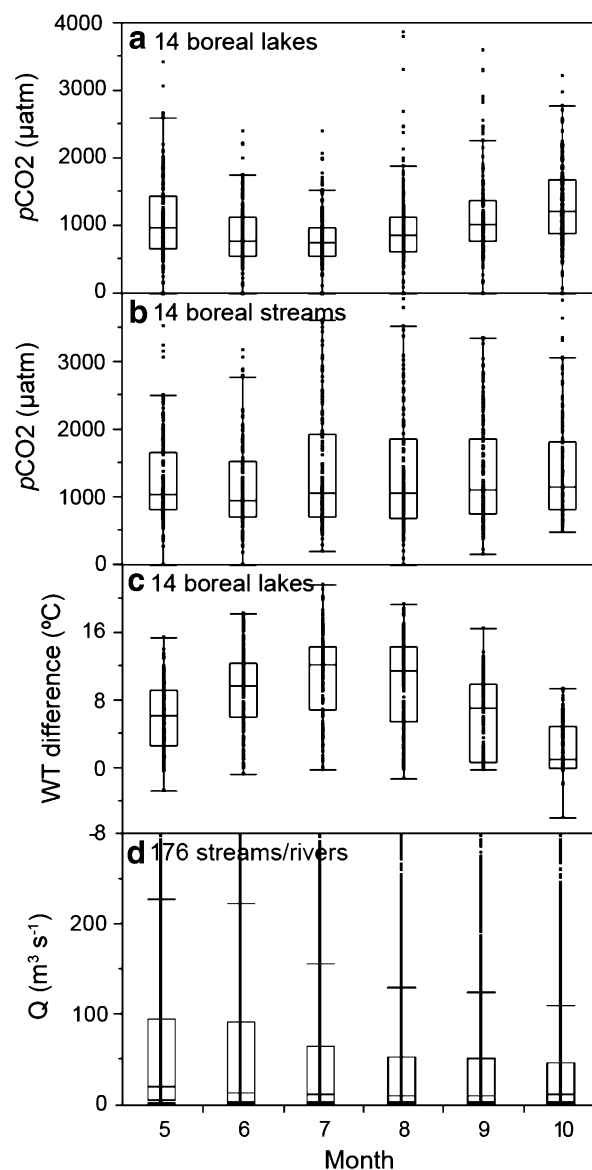 a 14 boreal lakes
4000
3000
2000
1000
0
pCO2 (µatm)
b 14 boreal streams
3000
2000
1000
0
pCO2 (µatm)
c 14 boreal lakes
16
8
0
-8
WT difference (ºC)
d 176 streams/rivers
200
100
0
Q (m³ s⁻¹)
5 6 7 8 9 10
Month